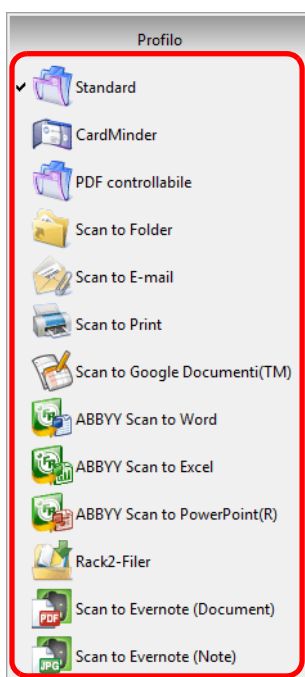 Profilo
Standard
CardMinder
PDF controllabile
Scan to Folder
Scan to E-mail
Scan to Print
Scan to Google Documenti(TM)
ABBYY Scan to Word
ABBYY Scan to Excel
ABBYY Scan to PowerPoint(R)
Rack2-Filer
PDF
Scan to Evernote (Document)
JPG
Scan to Evernote (Note)